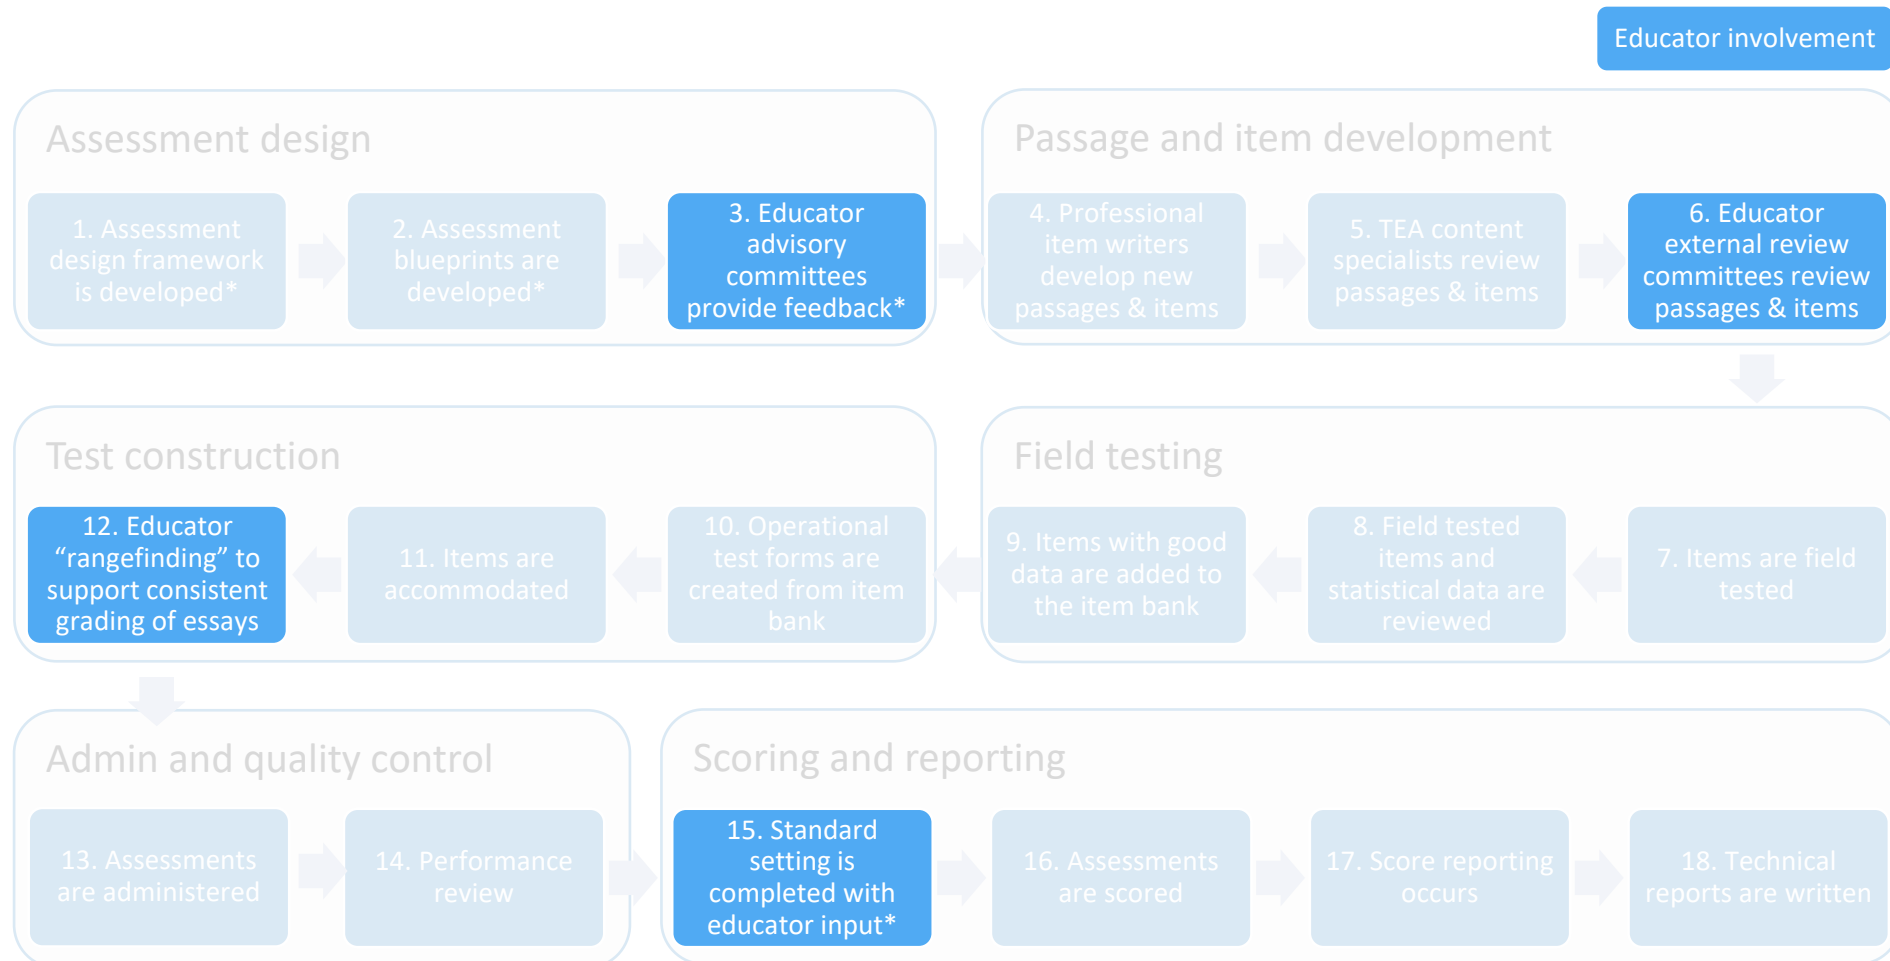 Educator involvement
Assessment design
1. Assessment
design framework
is developed*
2. Assessment
blueprints are
developed*
3. Educator
advisory
committees
provide feedback*
Passage and item development
4. Professional
item writers
develop new
passages & items
5. TEA content
specialists review
passages & items
6. Educator
external review
committees review
passages & items
Field testing
7. Items are field
tested
8. Field tested
items and
statistical data are
reviewed
9. Items with good
data are added to
the item bank
Test construction
10. Operational
test forms are
created from item
bank
11. Items are
accommodated
12. Educator
“rangefinding” to
support consistent
grading of essays
Admin and quality control
13. Assessments
are administered
14. Performance
review
Scoring and reporting
15. Standard
setting is
completed with
educator input*
16. Assessments
are scored
17. Score reporting
occurs
18. Technical
reports are written